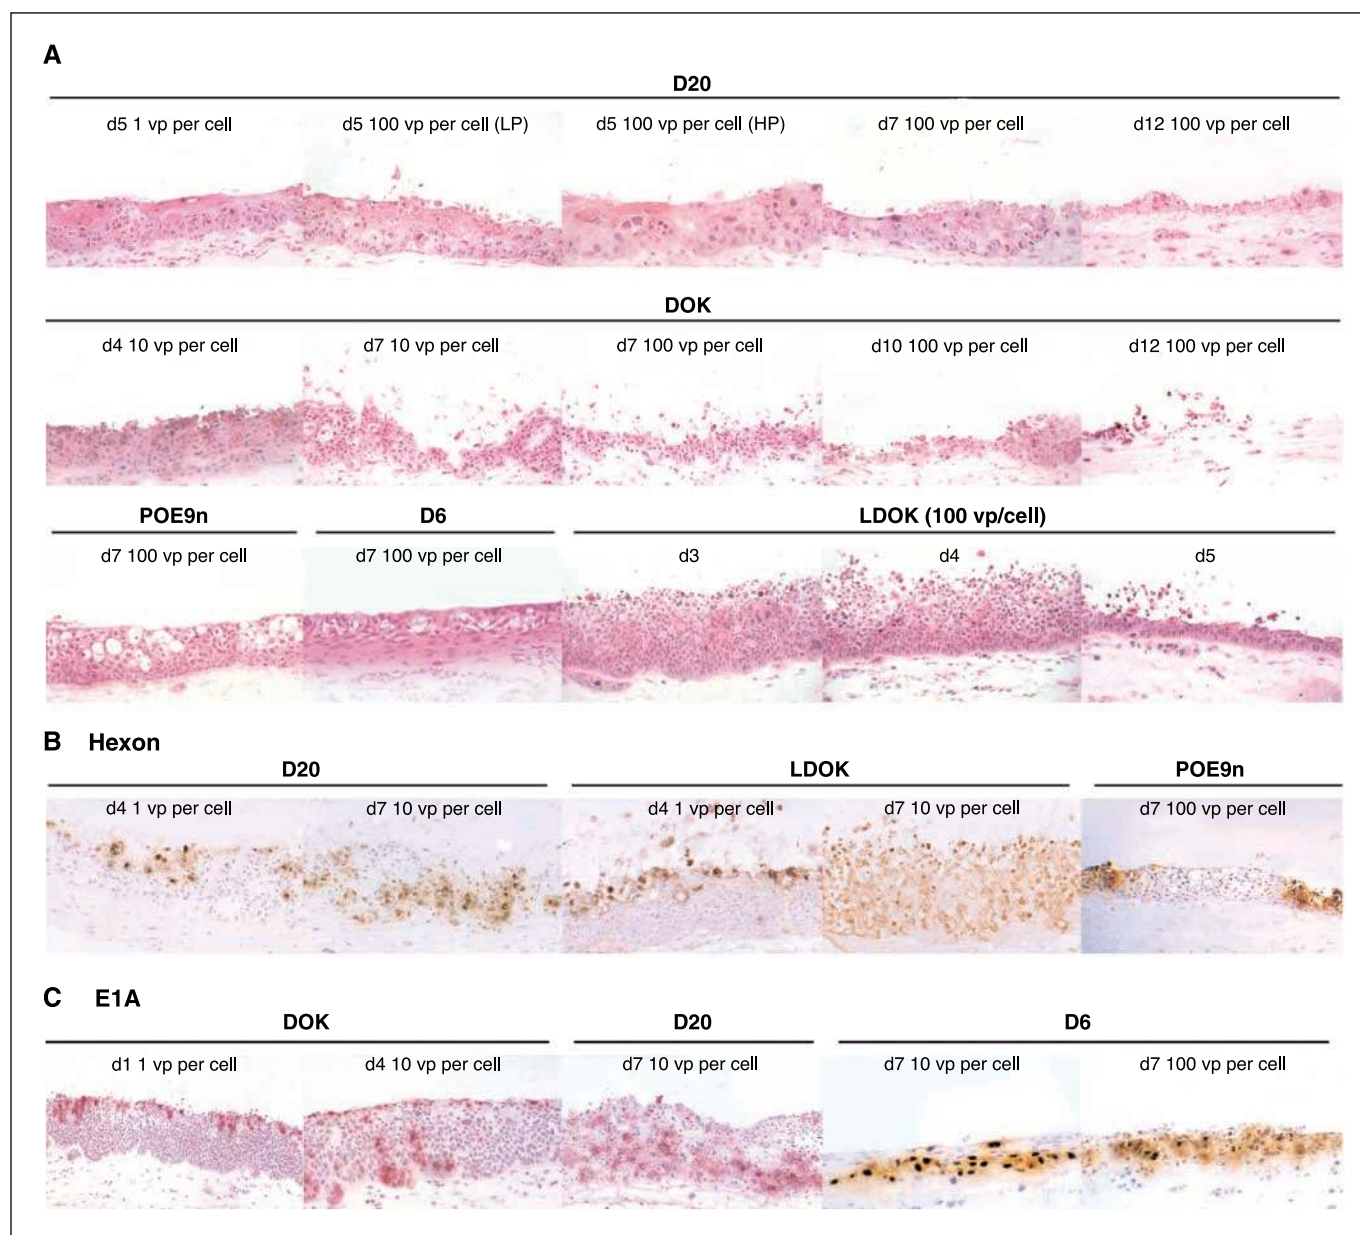 A
D20
d5 1 vp per cell d5 100 vp per cell (LP) d5 100 vp per cell (HP) d7 100 vp per cell d12 100 vp per cell
DOK
d4 10 vp per cell d7 10 vp per cell d7 100 vp per cell d10 100 vp per cell d12 100 vp per cell
POE9n D6 LDOK (100 vp/cell)
d7 100 vp per cell d7 100 vp per cell d3 d4 d5
B Hexon
D20 LDOK POE9n
d4 1 vp per cell d7 10 vp per cell d4 1 vp per cell d7 10 vp per cell d7 100 vp per cell
C E1A
DOK D20 D6
d1 1 vp per cell d4 10 vp per cell d7 10 vp per cell d7 10 vp per cell d7 100 vp per cell